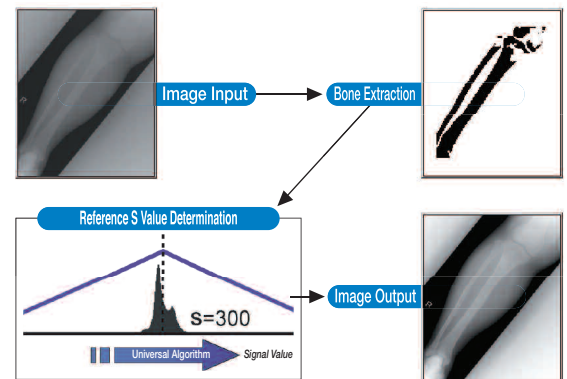 Image Input
Bone Extraction
R
Reference S Value Determination
s=300
Universal Algorithm
Signal Value
Image Output
R